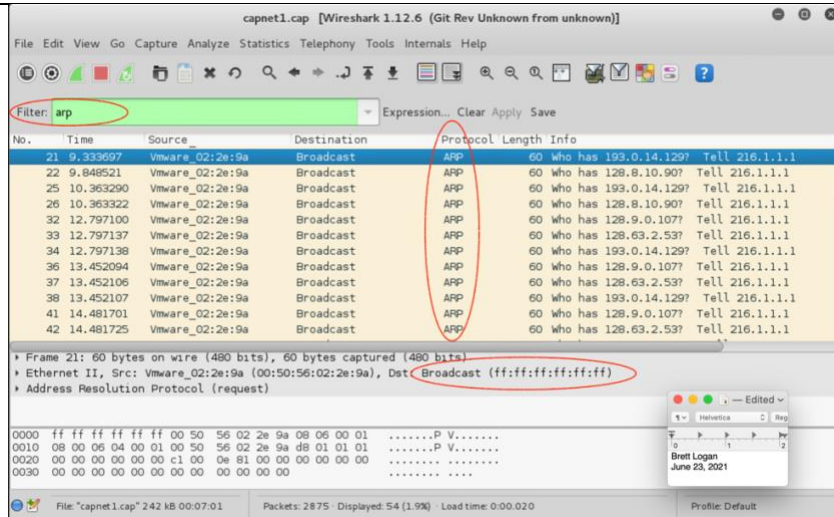 capnet1.cap [Wireshark 1.12.6 (Git Rev Unknown from unknown)]
File Edit View Go Capture Analyze Statistics Telephony Tools Internals Help
Filter: arp Expression... Clear Apply Save
No. Time Source Destination Protocol Length Info
21 9.333697 Vmware_02:2e:9a Broadcast ARP 60 Who has 193.0.14.129? Tell 216.1.1.1
22 9.848521 Vmware_02:2e:9a Broadcast ARP 60 Who has 128.8.10.90? Tell 216.1.1.1
25 10.363290 Vmware_02:2e:9a Broadcast ARP 60 Who has 193.0.14.129? Tell 216.1.1.1
26 10.363322 Vmware_02:2e:9a Broadcast ARP 60 Who has 128.8.10.90? Tell 216.1.1.1
32 12.797100 Vmware_02:2e:9a Broadcast ARP 60 Who has 128.9.0.107? Tell 216.1.1.1
33 12.797137 Vmware_02:2e:9a Broadcast ARP 60 Who has 128.63.2.53? Tell 216.1.1.1
34 12.797138 Vmware_02:2e:9a Broadcast ARP 60 Who has 193.0.14.129? Tell 216.1.1.1
36 13.452094 Vmware_02:2e:9a Broadcast ARP 60 Who has 128.9.0.107? Tell 216.1.1.1
37 13.452106 Vmware_02:2e:9a Broadcast ARP 60 Who has 128.63.2.53? Tell 216.1.1.1
38 13.452107 Vmware_02:2e:9a Broadcast ARP 60 Who has 193.0.14.129? Tell 216.1.1.1
41 14.481701 Vmware_02:2e:9a Broadcast ARP 60 Who has 128.9.0.107? Tell 216.1.1.1
42 14.481725 Vmware_02:2e:9a Broadcast ARP 60 Who has 128.63.2.53? Tell 216.1.1.1
Frame 21: 60 bytes on wire (480 bits), 60 bytes captured (480 bits)
Ethernet II, Src: Vmware_02:2e:9a (00:50:56:02:2e:9a), Dst: Broadcast (ff:ff:ff:ff:ff:ff)
Address Resolution Protocol (request)
0000 ff ff ff ff ff ff 00 50 56 02 2e 9a 08 06 00 01 .......P V.......
0010 08 00 06 04 00 01 00 50 56 02 2e 9a d8 01 01 01 .......P V.......
0020 00 00 00 00 00 00 c1 00 0e 81 00 00 00 00 00 00 ........ ........
0030 00 00 00 00 00 00 00 00 00 00 00 00 ........ ....
— Edited
Helvetica Reg
0 1 2
Brett Logan
June 23, 2021
File: "capnet1.cap" 242 kB 00:07:01 Packets: 2875 · Displayed: 54 (1.9%) · Load time: 0:00.020 Profile: Default